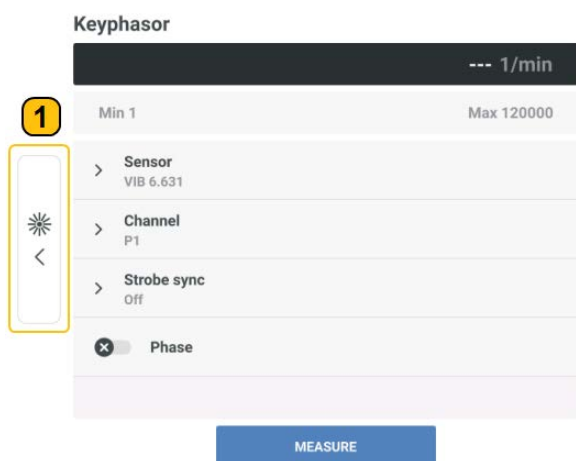 Keyphasor
--- 1/min
1
Min 1 Max 120000
Sensor
VIB 6.631
Channel
P1
Strobe sync
Off
Phase
MEASURE